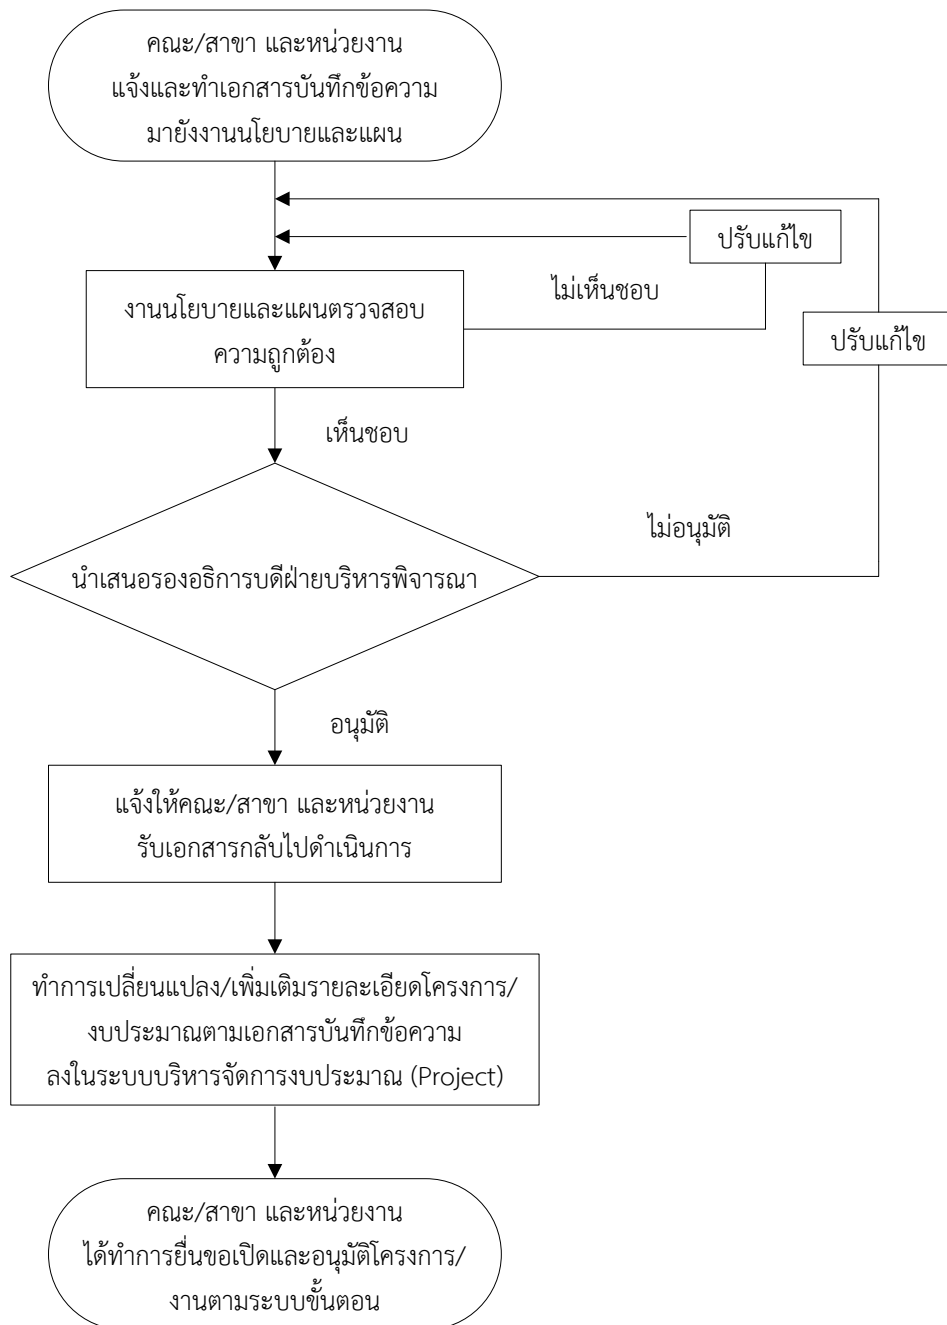 คณะ/สาขา และหน่วยงาน
แจ้งและทำเอกสารบันทึกข้อความ
มายังงานนโยบายและแผน
ปรับแก้ไข
ไม่เห็นชอบ
งานนโยบายและแผนตรวจสอบ
ความถูกต้อง
ปรับแก้ไข
เห็นชอบ
ไม่อนุมัติ
นำเสนอรองอธิการบดีฝ่ายบริหารพิจารณา
อนุมัติ
แจ้งให้คณะ/สาขา และหน่วยงาน
รับเอกสารกลับไปดำเนินการ
ทำการเปลี่ยนแปลง/เพิ่มเติมรายละเอียดโครงการ/
งบประมาณตามเอกสารบันทึกข้อความ
ลงในระบบบริหารจัดการงบประมาณ (Project)
คณะ/สาขา และหน่วยงาน
ได้ทำการยื่นขอเปิดและอนุมัติโครงการ/
งานตามระบบขั้นตอน